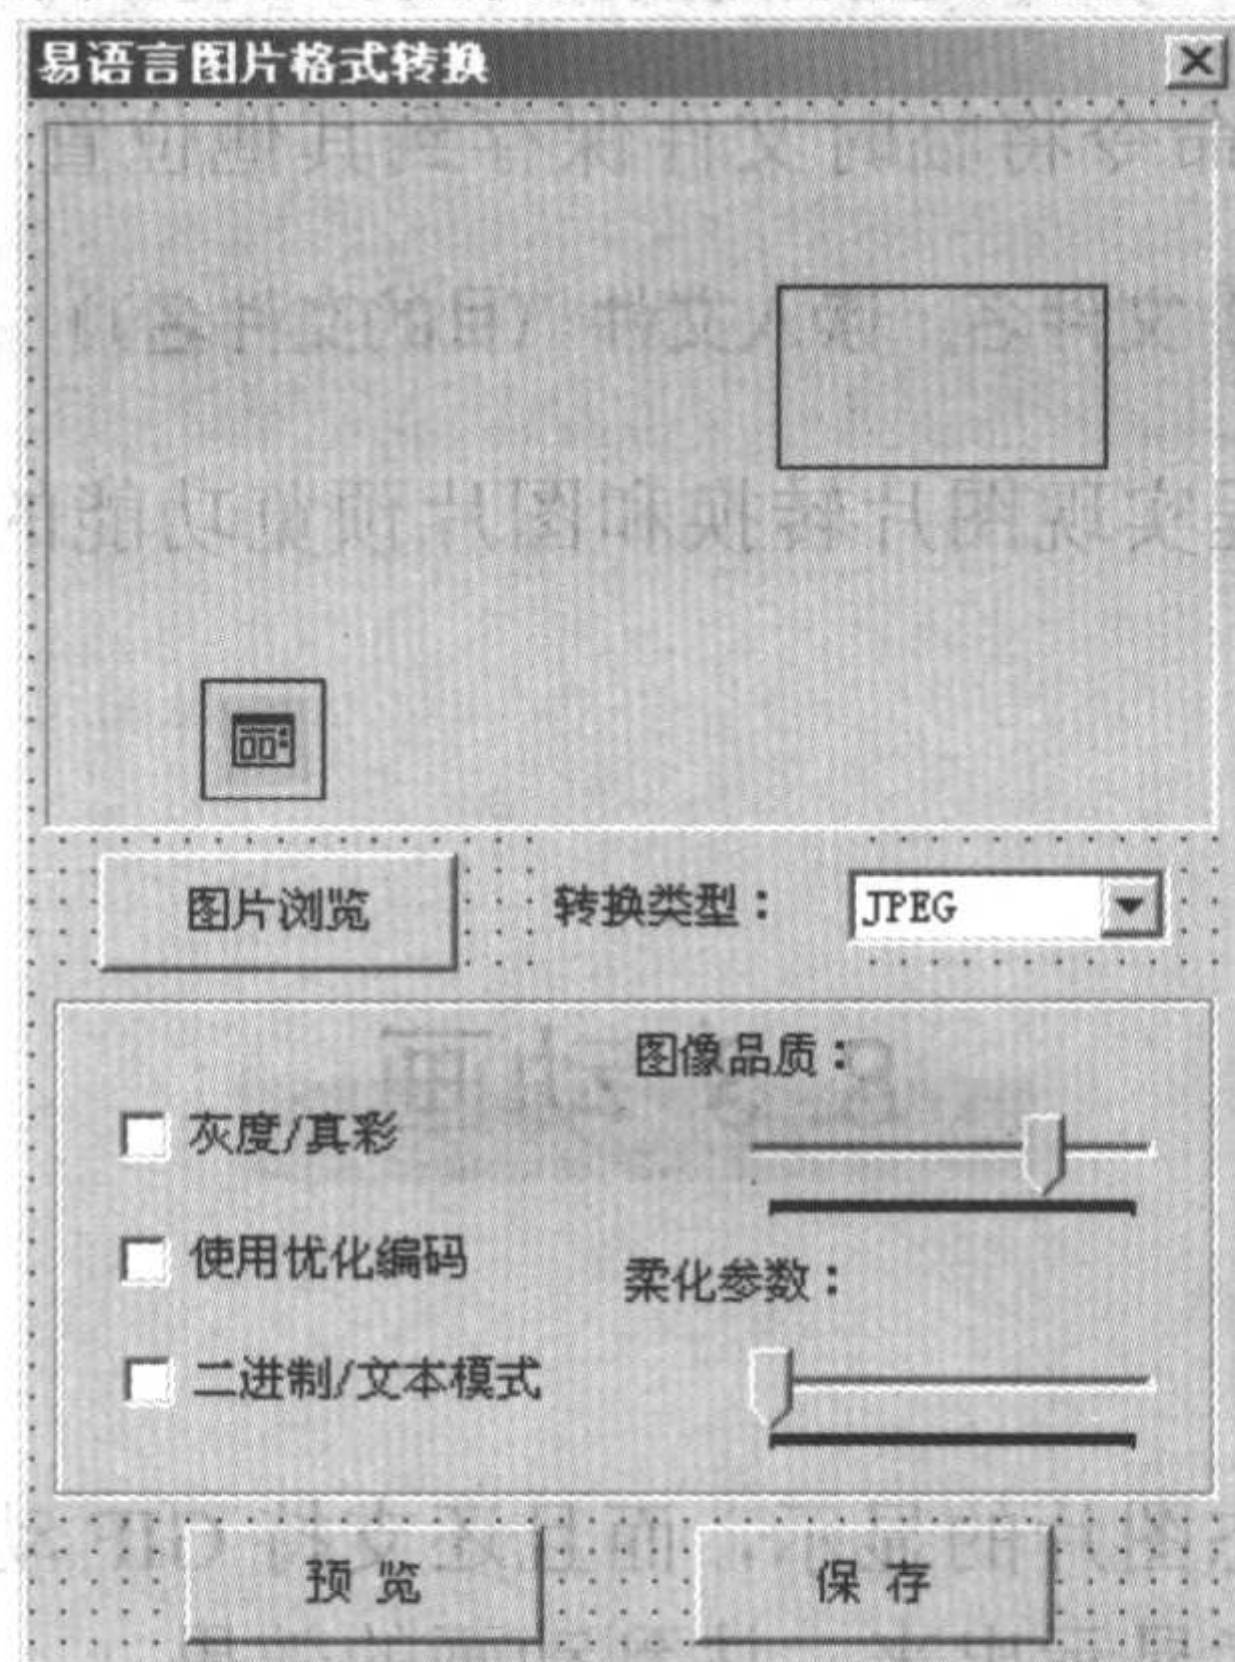 易语言图片格式转换
图片浏览
转换类型：
JPEG
图像品质：
灰度/真彩
使用优化编码
柔化参数：
二进制/文本模式
预 览
保 存